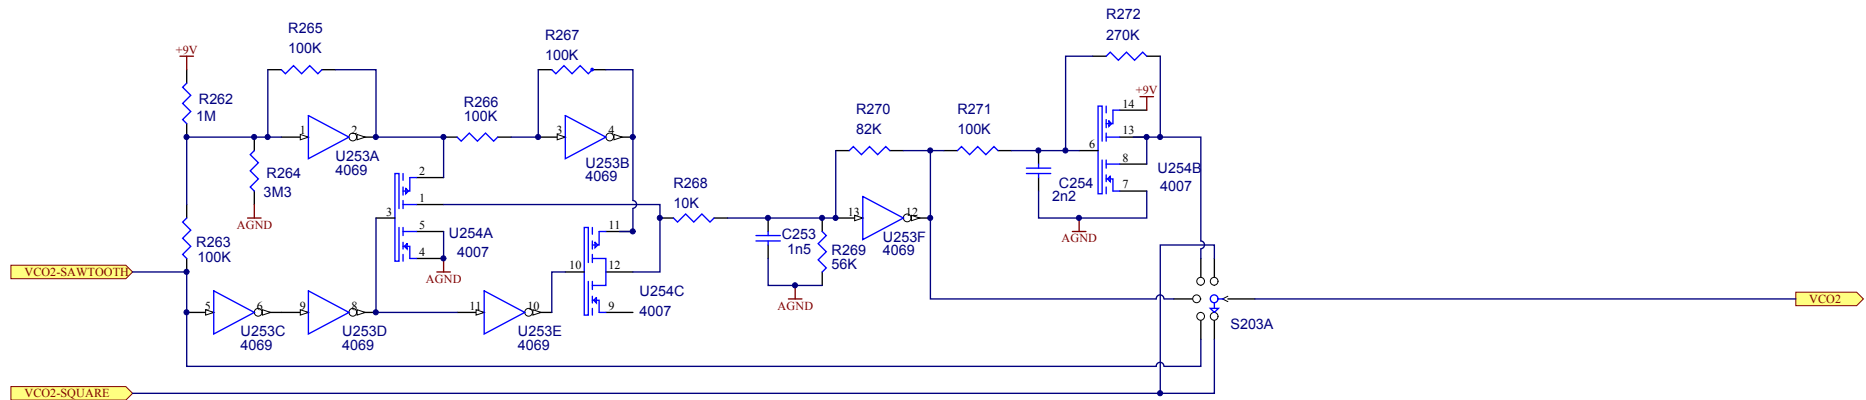 R272
270K
R265
100K
R267
100K
+9V
+9V
R262
1M
R266
100K
R270
82K
R271
100K
14
13
6
8
7
U254B
4007
1
2
U253A
4069
3
4
U253B
4069
R264
3M3
AGND
2
1
3
5
4
U254A
4007
AGND
R268
10K
C253
1n5
R269
56K
AGND
13
12
U253F
4069
C254
2n2
AGND
R263
100K
11
10
12
9
U254C
4007
VCO2-SAWTOOTH
5
6
U253C
4069
9
8
U253D
4069
11
10
U253E
4069
S203A
VCO2
VCO2-SQUARE